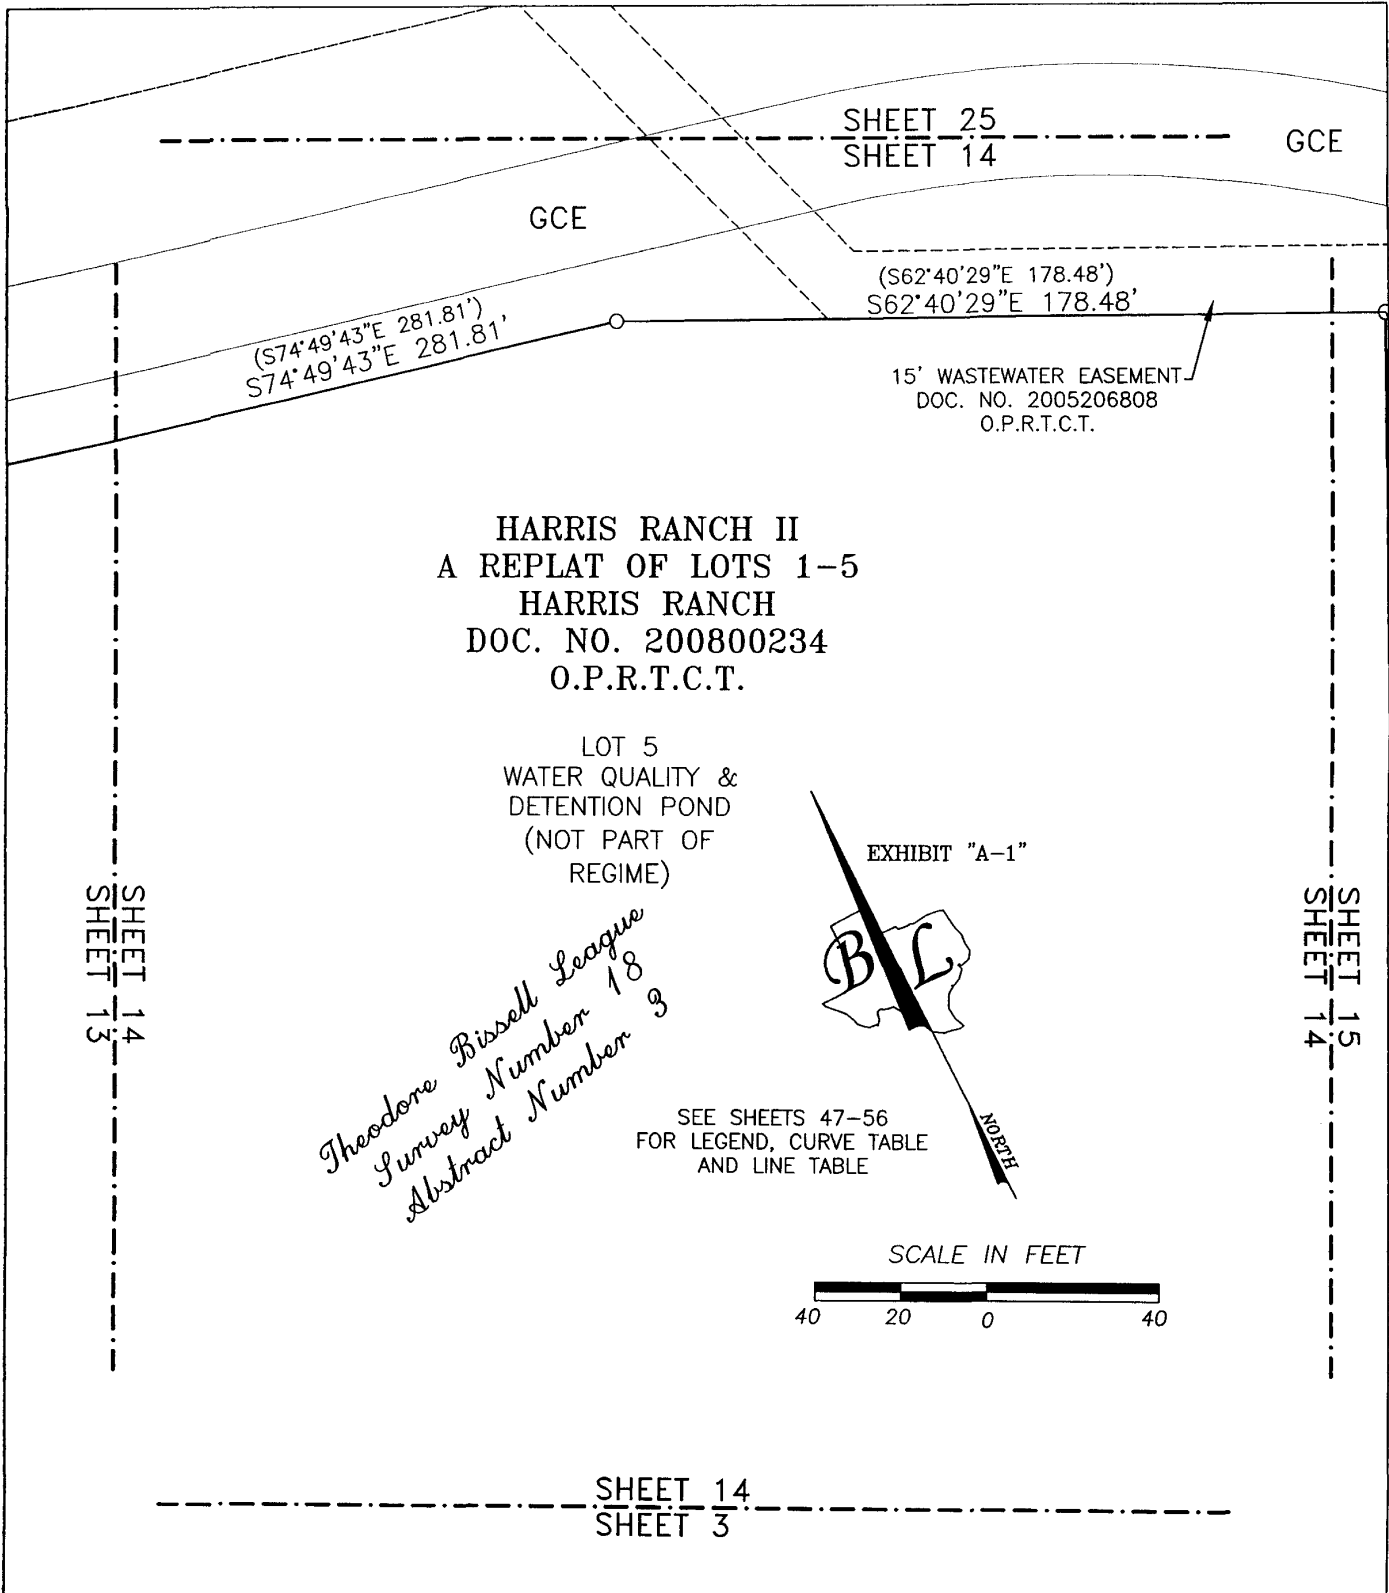 SHEET 25
SHEET 14
GCE
GCE
(S62°40'29"E 178.48')
S62°40'29"E 178.48'
(S74°49'43"E 281.81')
S74°49'43"E 281.81'
15' WASTEWATER EASEMENT
DOC. NO. 2005206808
O.P.R.T.C.T.
HARRIS RANCH II
A REPLAT OF LOTS 1-5
HARRIS RANCH
DOC. NO. 200800234
O.P.R.T.C.T.
LOT 5
WATER QUALITY &
DETENTION POND
(NOT PART OF
REGIME)
EXHIBIT "A-1"
SHEET 14
SHEET 13
SHEET 15
SHEET 14
B L
Theodore Bissell League
Survey Number 18
Abstract Number 3
NORTH
SEE SHEETS 47-56
FOR LEGEND, CURVE TABLE
AND LINE TABLE
SCALE IN FEET
40 20 0 40
SHEET 14
SHEET 3